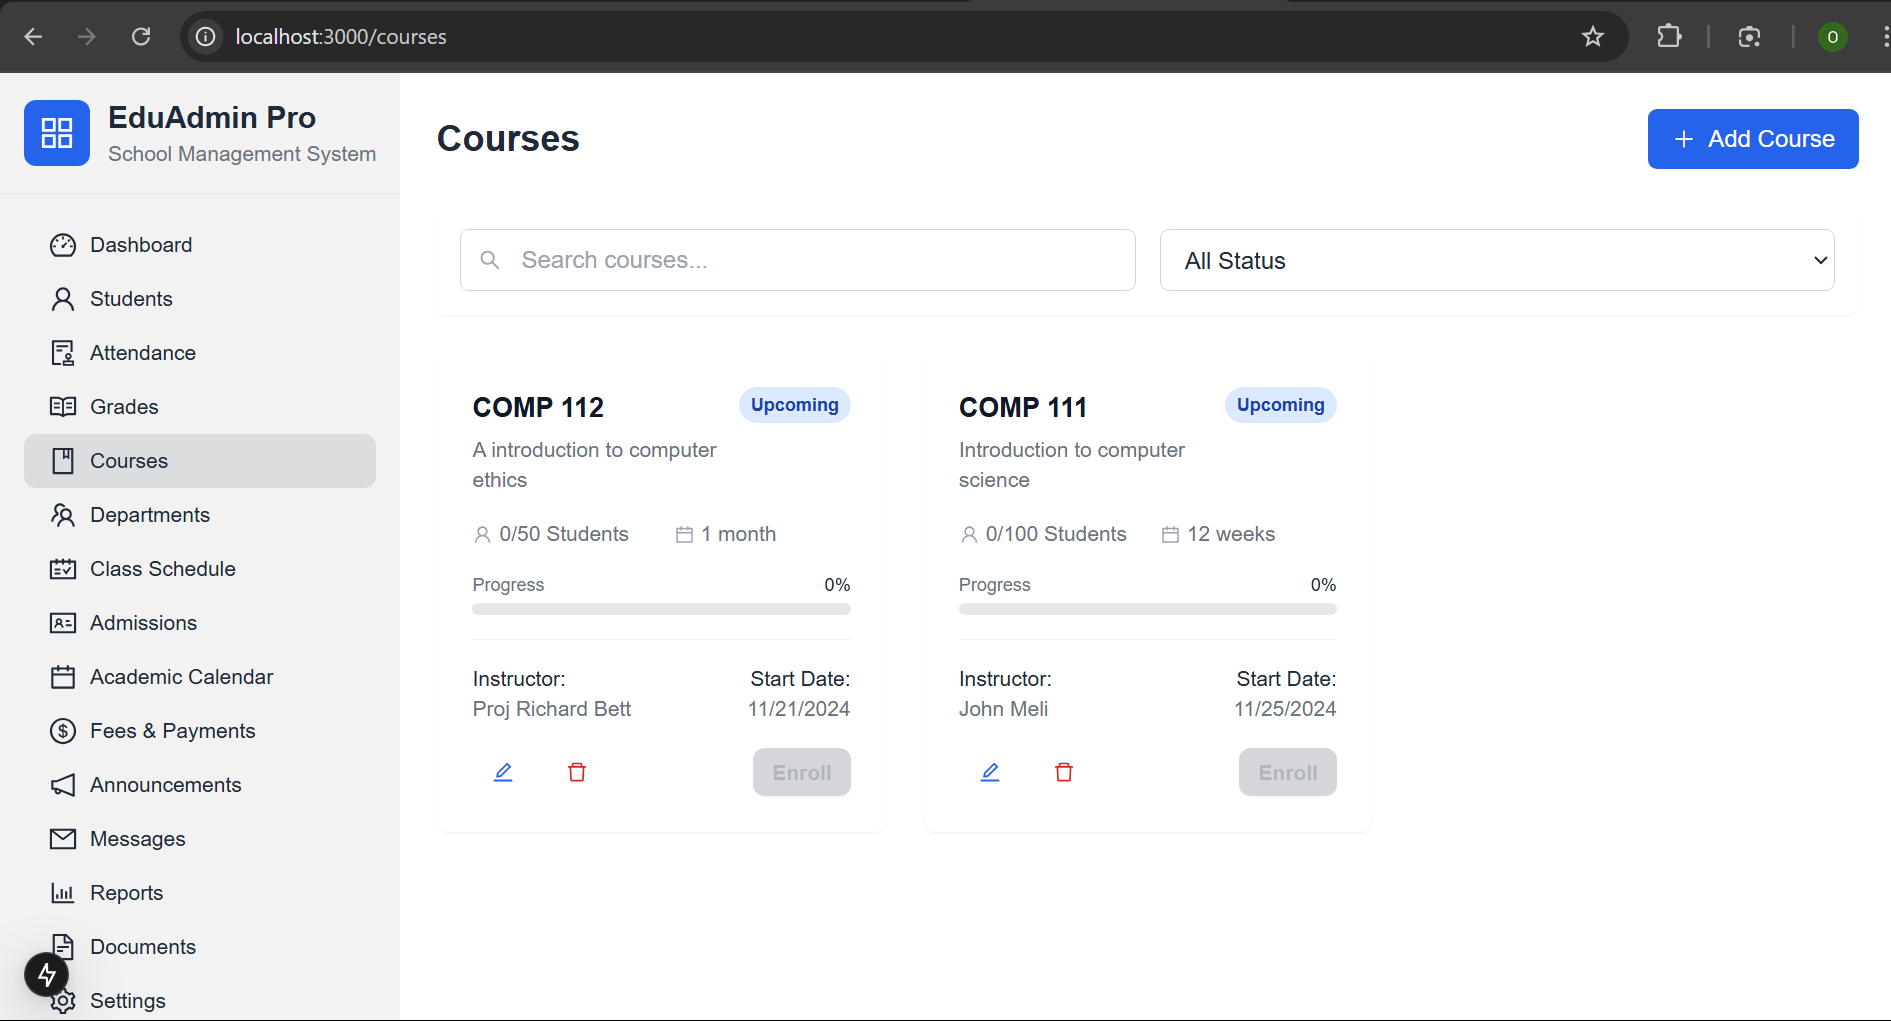 localhost:3000/courses
O
EduAdmin Pro
School Management System
Dashboard
Students
Attendance
Grades
Courses
Departments
Class Schedule
Admissions
Academic Calendar
Fees & Payments
Announcements
Messages
Reports
Documents
Settings
Courses
+ Add Course
Search courses...
All Status
COMP 112
Upcoming
A introduction to computer
ethics
0/50 Students
1 month
Progress
0%
Instructor:
Start Date:
Proj Richard Bett
11/21/2024
Enroll
COMP 111
Upcoming
Introduction to computer
science
0/100 Students
12 weeks
Progress
0%
Instructor:
Start Date:
John Meli
11/25/2024
Enroll